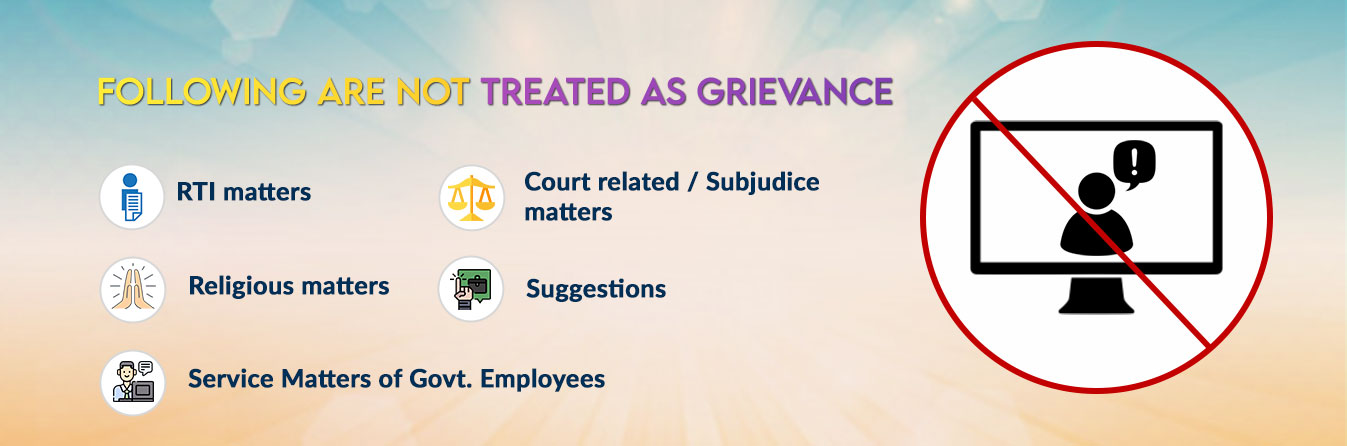 FOLLOWING ARE NOT TREATED AS GRIEVANCE
RTI matters
Court related / Subjudice
matters
Religious matters
Suggestions
Service Matters of Govt. Employees